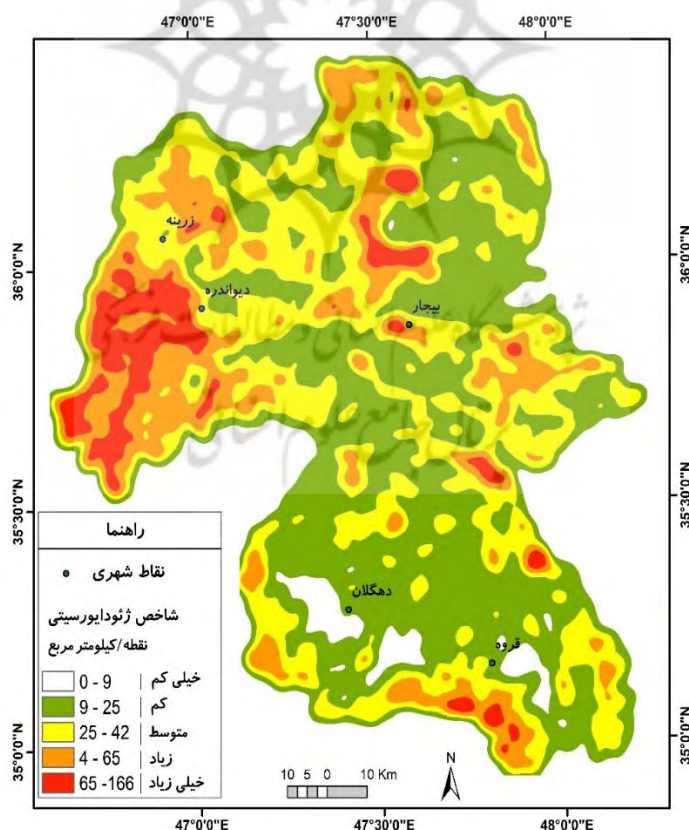 47°0'0"E 47°30'0"E 48°0'0"E
زرینه
36°0'0"N 36°0'0"N
دیواندره
بیجار
35°30'0"N 35°30'0"N
راهنما
نقاط شهری
دهگلان
شاخص ژئودایورسیتی
نقطه/کیلومتر مربع
قروه
0 - 9 خیلی کم
9 - 25 کم
25 - 42 متوسط
4 - 65 زیاد
65 -166 خیلی زیاد
35°0'0"N 35°0'0"N
10 5 0 10 Km
N
47°0'0"E 47°30'0"E 48°0'0"E